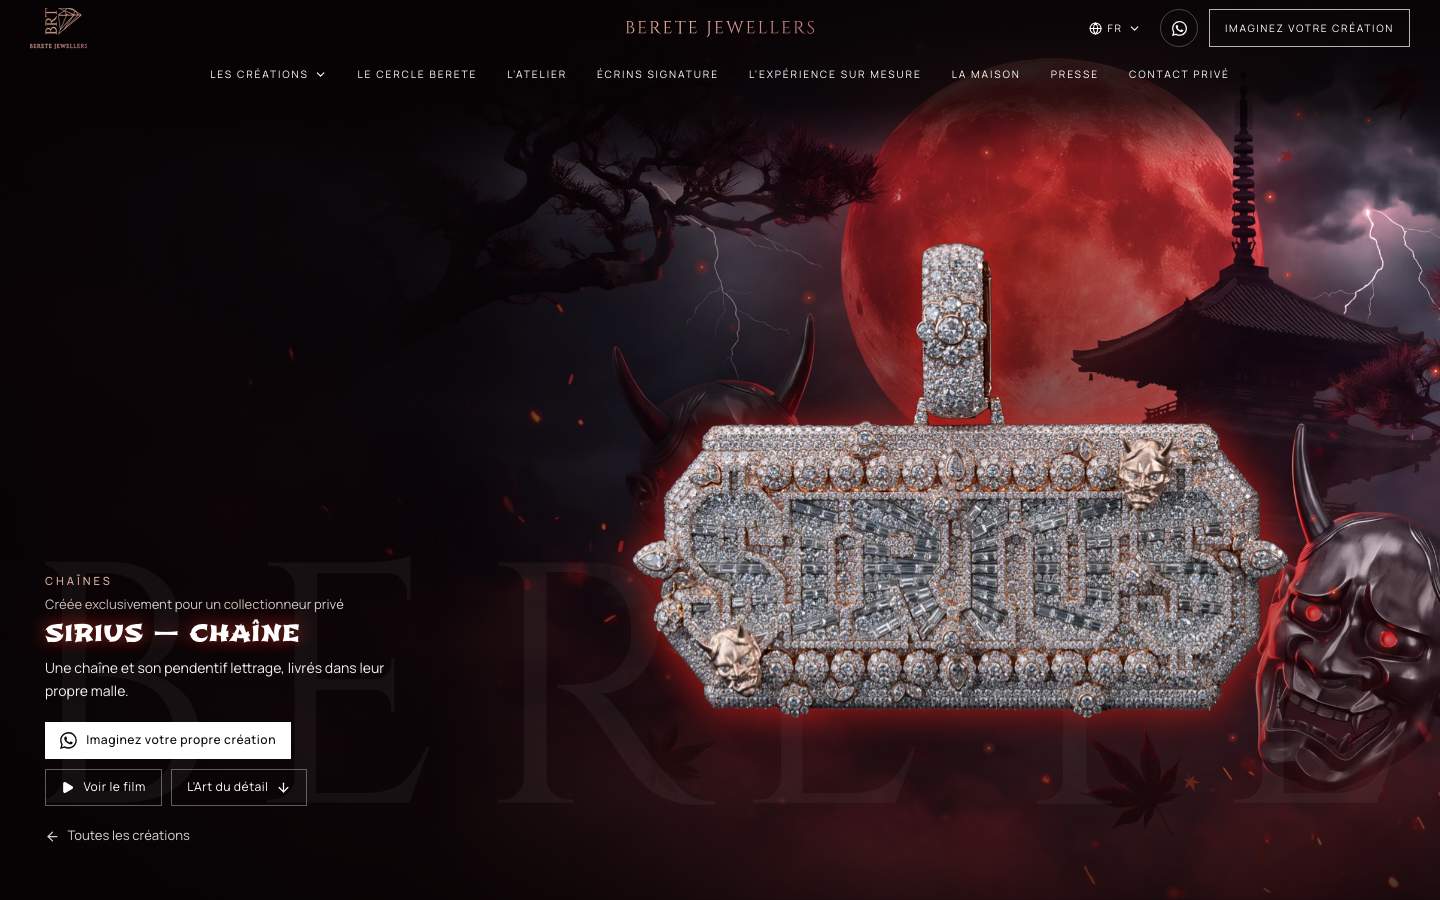 BRT
BERETE JEWELLERS
BERETE JEWELLERS
FR
IMAGINEZ VOTRE CRÉATION
LES CRÉATIONS
LE CERCLE BERETE
L'ATELIER
ÉCRINS SIGNATURE
L'EXPÉRIENCE SUR MESURE
LA MAISON
PRESSE
CONTACT PRIVÉ
SIRIUS
CHAÎNES
Créée exclusivement pour un collectionneur privé
SIRIUS — CHAÎNE
Une chaîne et son pendentif lettrage, livrés dans leur
propre malle.
Imaginez votre propre création
Voir le film
L'Art du détail
Toutes les créations
BERETE